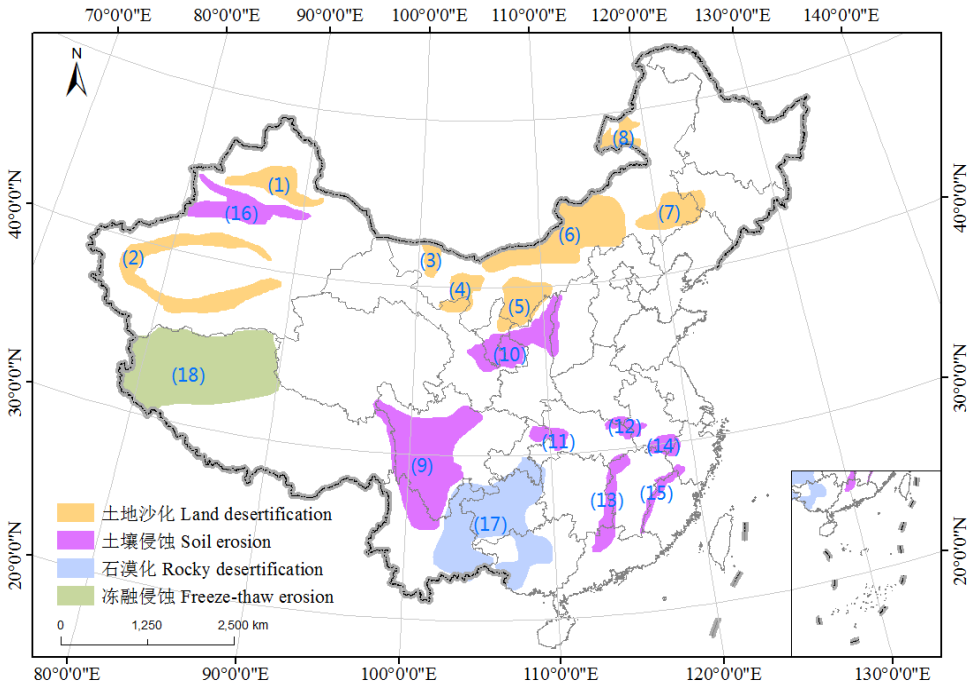 70°0'0"E 80°0'0"E 90°0'0"E 100°0'0"E 110°0'0"E 120°0'0"E 130°0'0"E 140°0'0"E
N
40°0'0"N
30°0'0"N
20°0'0"N
40°0'0"N
30°0'0"N
20°0'0"N
(8)
(1)
(16)
(7)
(6)
(2)
(3)
(4)
(5)
(10)
(18)
(12)
(11)
(14)
(9)
(15)
(13)
(17)
土地沙化 Land desertification
土壤侵蚀 Soil erosion
石漠化 Rocky desertification
冻融侵蚀 Freeze-thaw erosion
0 1,250 2,500 km
80°0'0"E 90°0'0"E 100°0'0"E 110°0'0"E 120°0'0"E 130°0'0"E